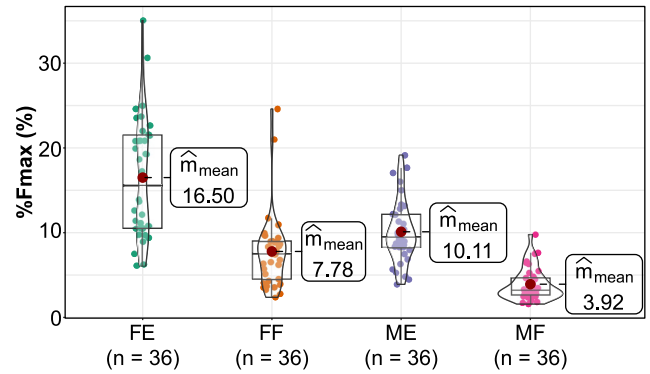 %Fmax (%)
30
20
10
0
m̂mean
16.50
m̂mean
7.78
m̂mean
10.11
m̂mean
3.92
FE FF ME MF
(n = 36) (n = 36) (n = 36) (n = 36)